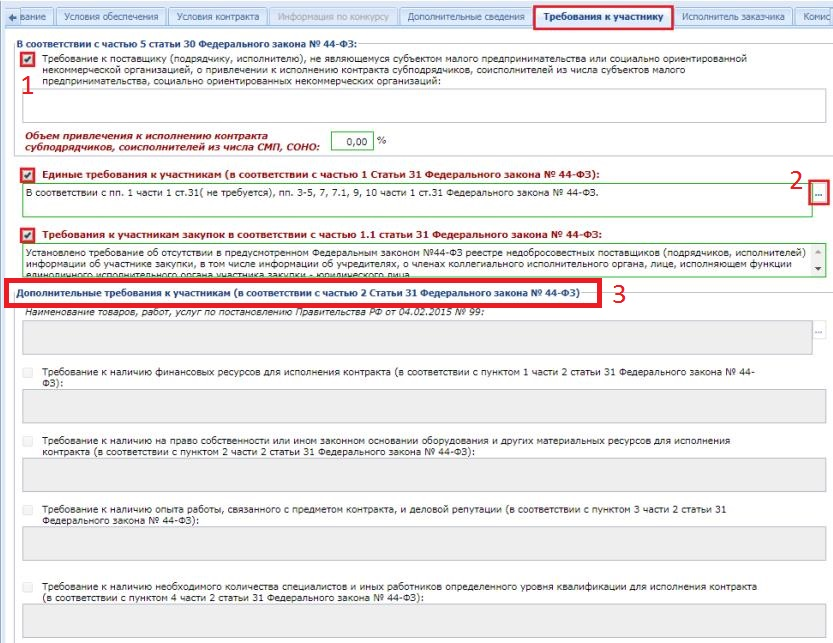 вание
Условия обеспечения
Условия контракта
Информация по конкурсу
Дополнительные сведения
Требования к участнику
Исполнитель заказчика
Комис
В соответствии с частью 5 статьи 30 Федерального закона № 44-ФЗ:
Требование к поставщику (подрядчику, исполнителю), не являющемуся субъектом малого предпринимательства или социально ориентированной
некоммерческой организацией, о привлечении к исполнению контракта субподрядчиков, соисполнителей из числа субъектов малого
предпринимательства, социально ориентированных некоммерческих организаций:
1
Объем привлечения к исполнению контракта
субподрядчиков, соисполнителей из числа СМП, СОНО:
0,00 %
Единые требования к участникам (в соответствии с частью 1 Статьи 31 Федерального закона № 44-ФЗ):
2
В соответствии с пп. 1 части 1 ст.31( не требуется), пп. 3-5, 7, 7.1, 9, 10 части 1 ст.31 Федерального закона № 44-ФЗ.
...
Требования к участникам закупок в соответствии с частью 1.1 статьи 31 Федерального закона № 44-ФЗ:
Установлено требование об отсутствии в предусмотренном Федеральным законом №44-ФЗ реестре недобросовестных поставщиков (подрядчиков, исполнителей)
информации об участнике закупки, в том числе информации об учредителях, о членах коллегиального исполнительного органа, лице, исполняющем функции
единоличного исполнительного органа участника закупки - юридического лица
Дополнительные требования к участникам (в соответствии с частью 2 Статьи 31 Федерального закона № 44-ФЗ)
3
Наименование товаров, работ, услуг по постановлению Правительства РФ от 04.02.2015 № 99:
...
Требование к наличию финансовых ресурсов для исполнения контракта (в соответствии с пунктом 1 части 2 статьи 31 Федерального закона № 44-
ФЗ):
Требование к наличию на право собственности или ином законном основании оборудования и других материальных ресурсов для исполнения
контракта (в соответствии с пунктом 2 части 2 статьи 31 Федерального закона № 44-ФЗ):
Требование к наличию опыта работы, связанного с предметом контракта, и деловой репутации (в соответствии с пунктом 3 части 2 статьи 31
Федерального закона № 44-ФЗ):
Требование к наличию необходимого количества специалистов и иных работников определенного уровня квалификации для исполнения контракта
(в соответствии с пунктом 4 части 2 статьи 31 Федерального закона № 44-ФЗ):